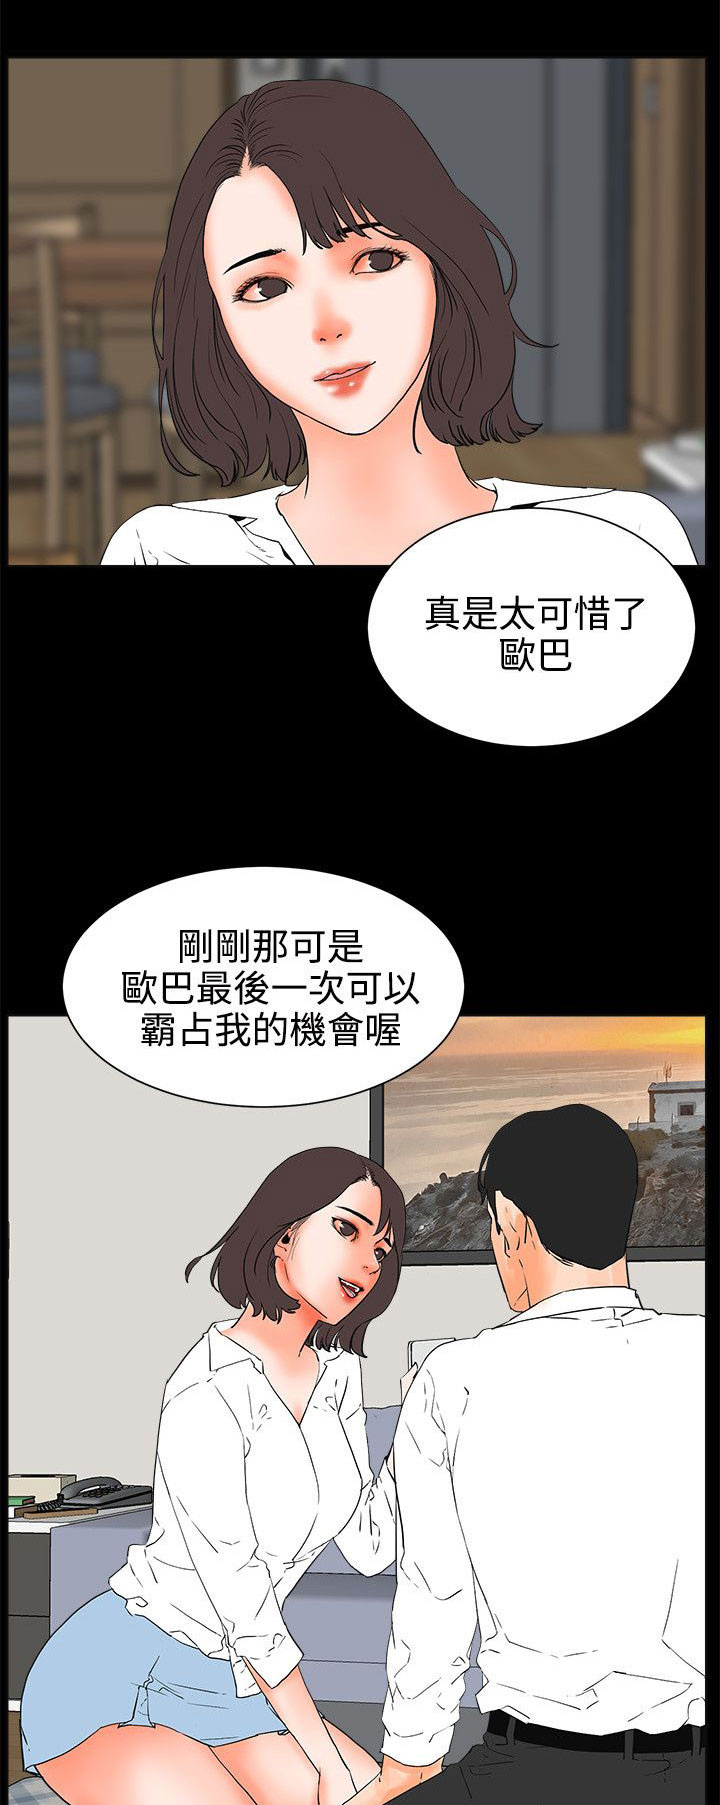 真是太可惜了
歐巴
剛剛那可是
歐巴最後一次可以
霸占我的機會喔